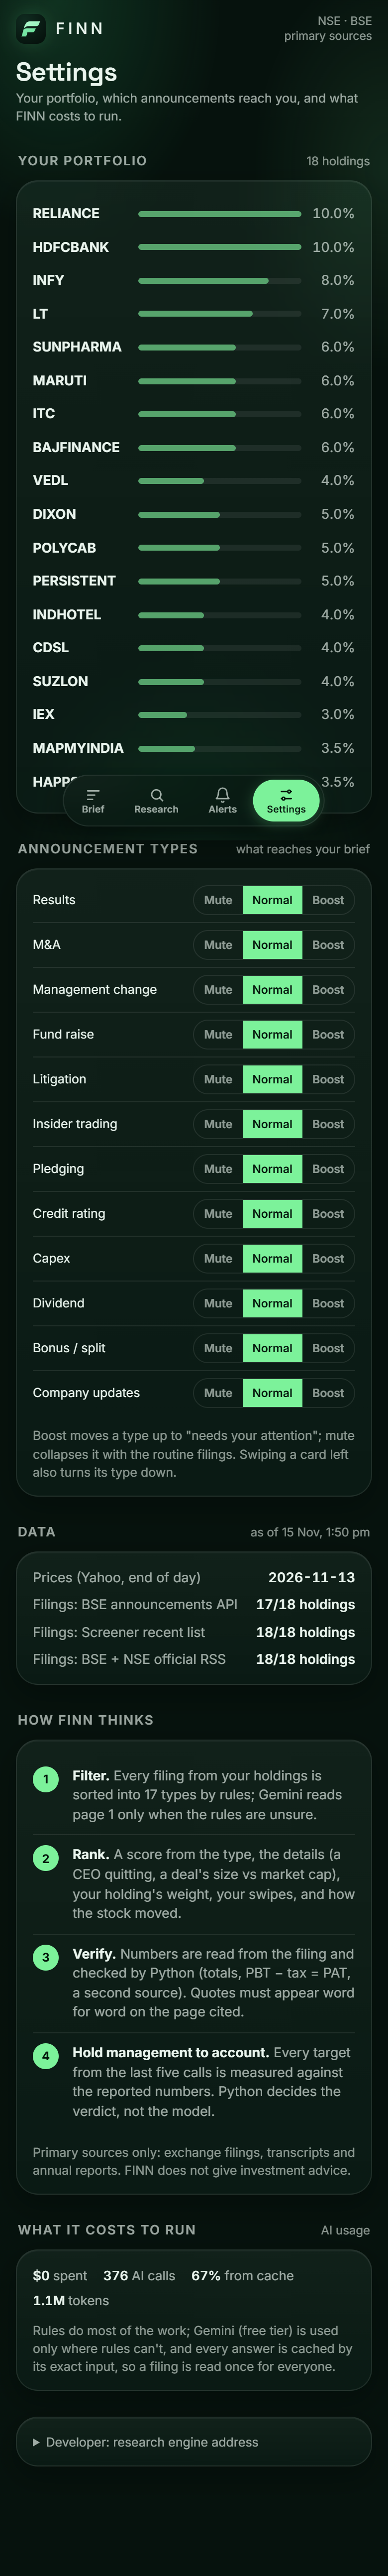 FINN
NSE · BSE
primary sources
Settings
Your portfolio, which announcements reach you, and what
FINN costs to run.
YOUR PORTFOLIO 18 holdings
RELIANCE 10.0%
HDFCBANK 10.0%
INFY 8.0%
LT 7.0%
SUNPHARMA 6.0%
MARUTI 6.0%
ITC 6.0%
BAJFINANCE 6.0%
VEDL 4.0%
DIXON 5.0%
POLYCAB 5.0%
PERSISTENT 5.0%
INDHOTEL 4.0%
CDSL 4.0%
SUZLON 4.0%
IEX 3.0%
MAPMYINDIA 3.5%
3.5%
Brief Research Alerts Settings
ANNOUNCEMENT TYPES what reaches your brief
Results Mute Normal Boost
M&A Mute Normal Boost
Management change Mute Normal Boost
Fund raise Mute Normal Boost
Litigation Mute Normal Boost
Insider trading Mute Normal Boost
Pledging Mute Normal Boost
Credit rating Mute Normal Boost
Capex Mute Normal Boost
Dividend Mute Normal Boost
Bonus / split Mute Normal Boost
Company updates Mute Normal Boost
Boost moves a type up to "needs your attention"; mute
collapses it with the routine filings. Swiping a card left
also turns its type down.
DATA as of 15 Nov, 1:50 pm
Prices (Yahoo, end of day) 2026-11-13
Filings: BSE announcements API 17/18 holdings
Filings: Screener recent list 18/18 holdings
Filings: BSE + NSE official RSS 18/18 holdings
HOW FINN THINKS
1 Filter. Every filing from your holdings is
sorted into 17 types by rules; Gemini reads
page 1 only when the rules are unsure.
2 Rank. A score from the type, the details (a
CEO quitting, a deal's size vs market cap),
your holding's weight, your swipes, and how
the stock moved.
3 Verify. Numbers are read from the filing and
checked by Python (totals, PBT − tax = PAT,
a second source). Quotes must appear word
for word on the page cited.
4 Hold management to account. Every target
from the last five calls is measured against
the reported numbers. Python decides the
verdict, not the model.
Primary sources only: exchange filings, transcripts and
annual reports. FINN does not give investment advice.
WHAT IT COSTS TO RUN AI usage
$0 spent 376 AI calls 67% from cache
1.1M tokens
Rules do most of the work; Gemini (free tier) is used
only where rules can't, and every answer is cached by
its exact input, so a filing is read once for everyone.
Developer: research engine address